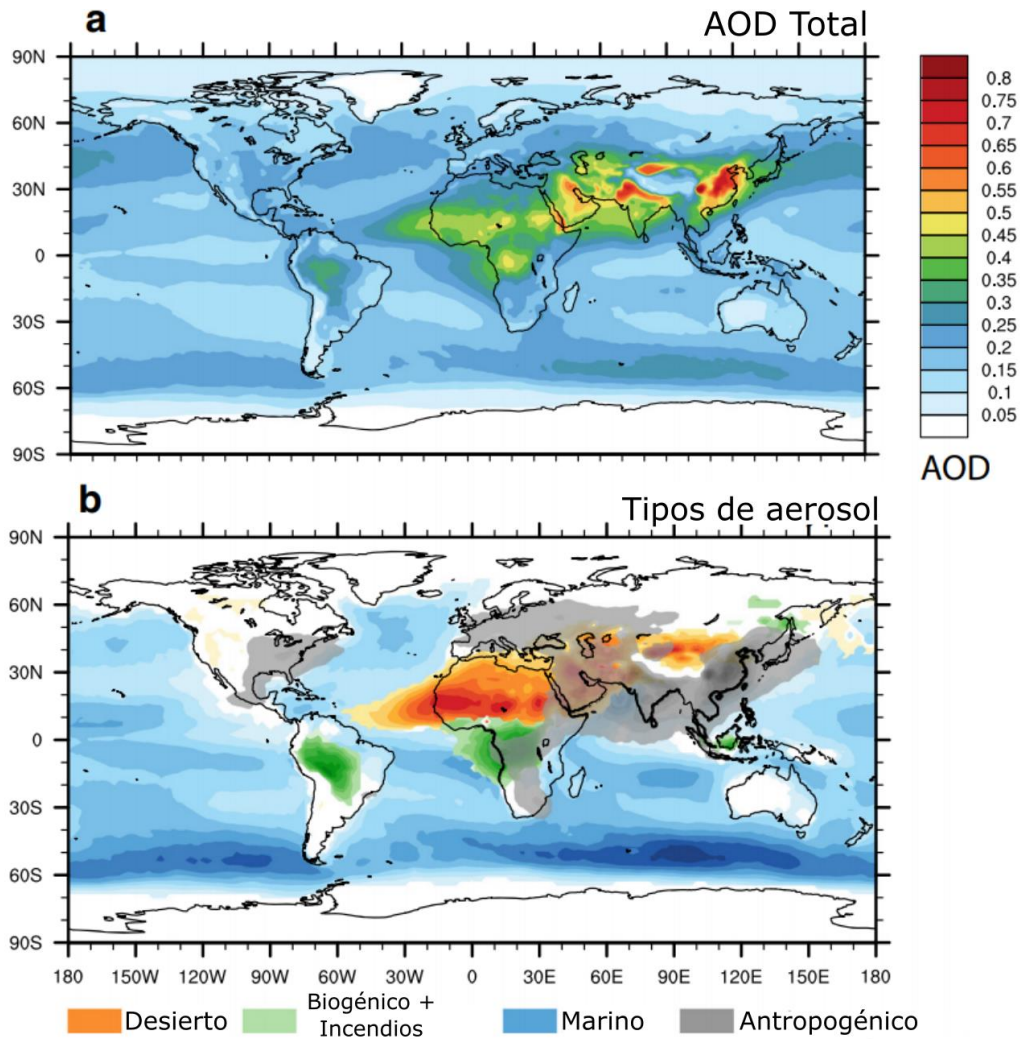 a
AOD Total
90N
60N
30N
0
30S
60S
90S
0.8
0.75
0.7
0.65
0.6
0.55
0.5
0.45
0.4
0.35
0.3
0.25
0.2
0.15
0.1
0.05
AOD
b
Tipos de aerosol
90N
60N
30N
0
30S
60S
90S
180 150W 120W 90W 60W 30W 0 30E 60E 90E 120E 150E 180
Desierto
Biogénico +
Incendios
Marino
Antropogénico